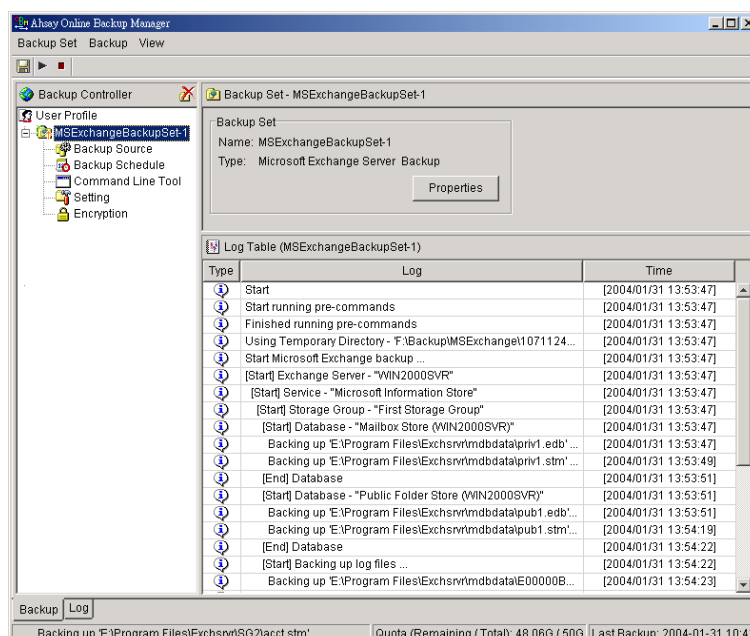 Ahsay Online Backup Manager
Backup Set Backup View
Backup Controller
User Profile
MSExchangeBackupSet-1
Backup Source
Backup Schedule
Command Line Tool
Setting
Encryption
Backup Set - MSExchangeBackupSet-1
Backup Set
Name: MSExchangeBackupSet-1
Type: Microsoft Exchange Server Backup
Properties
Log Table (MSExchangeBackupSet-1)
Type Log Time
Start [2004/01/31 13:53:47]
Start running pre-commands [2004/01/31 13:53:47]
Finished running pre-commands [2004/01/31 13:53:47]
Using Temporary Directory - 'F:\Backup\MSExchange\1071124... [2004/01/31 13:53:47]
Start Microsoft Exchange backup ... [2004/01/31 13:53:47]
[Start] Exchange Server - "WIN2000SVR" [2004/01/31 13:53:47]
[Start] Service - "Microsoft Information Store" [2004/01/31 13:53:47]
[Start] Storage Group - "First Storage Group" [2004/01/31 13:53:47]
[Start] Database - "Mailbox Store (WIN2000SVR)" [2004/01/31 13:53:47]
Backing up 'E:\Program Files\Exchsrvr\mdbdata\priv1.edb' ... [2004/01/31 13:53:47]
Backing up 'E:\Program Files\Exchsrvr\mdbdata\priv1.stm' ... [2004/01/31 13:53:49]
[End] Database [2004/01/31 13:53:51]
[Start] Database - "Public Folder Store (WIN2000SVR)" [2004/01/31 13:53:51]
Backing up 'E:\Program Files\Exchsrvr\mdbdata\pub1.edb'... [2004/01/31 13:53:51]
Backing up 'E:\Program Files\Exchsrvr\mdbdata\pub1.stm'... [2004/01/31 13:54:19]
[End] Database [2004/01/31 13:54:22]
[Start] Backing up log files ... [2004/01/31 13:54:22]
Backing up 'E:\Program Files\Exchsrvr\mdbdata\E00000B... [2004/01/31 13:54:23]
Backup Log
Backing up 'E:\Program Files\Exchsrvr\SG2\acct.stm' Quota (Remaining / Total): 48.06G / 50G Last Backup: 2004-01-31 10:4